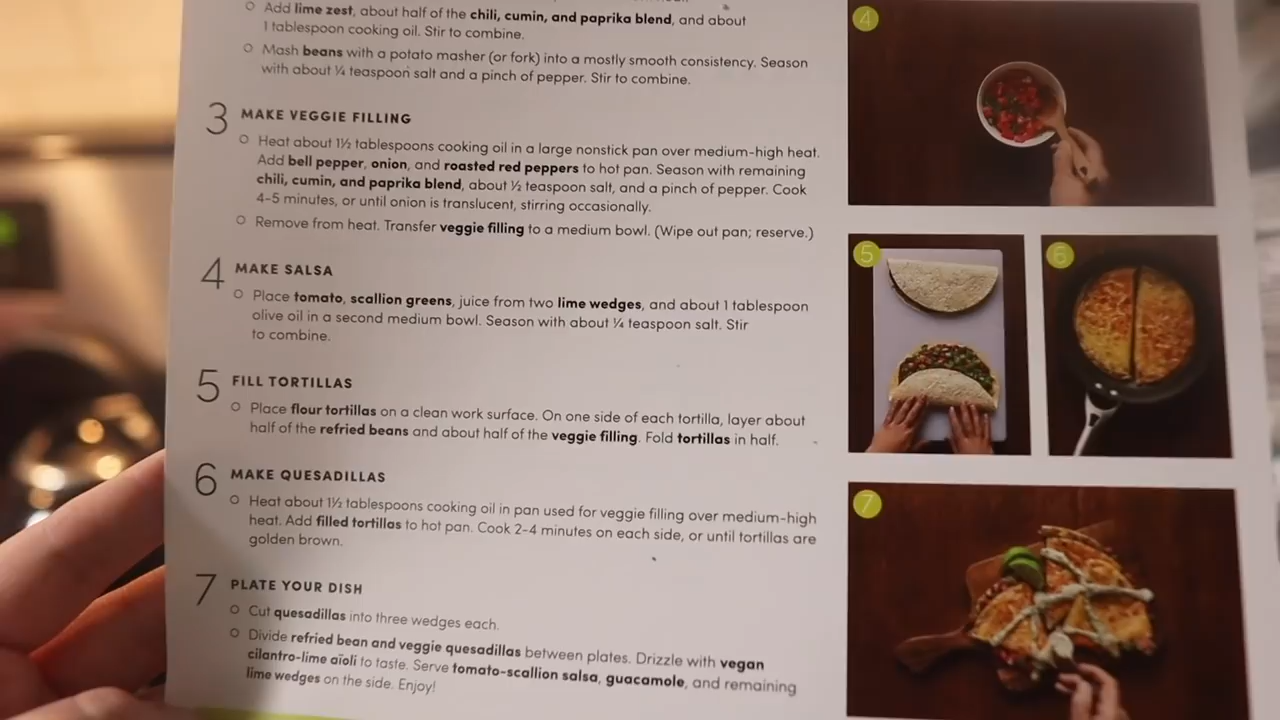 Add lime zest, about half of the chili, cumin, and paprika blend, and about
1 tablespoon cooking oil. Stir to combine.
Mash beans with a potato masher (or fork) into a mostly smooth consistency. Season
with about ¼ teaspoon salt and a pinch of pepper. Stir to combine.
3 MAKE VEGGIE FILLING
Heat about 1½ tablespoons cooking oil in a large nonstick pan over medium-high heat.
Add bell pepper, onion, and roasted red peppers to hot pan. Season with remaining
chili, cumin, and paprika blend, about ½ teaspoon salt, and a pinch of pepper. Cook
4-5 minutes, or until onion is translucent, stirring occasionally.
Remove from heat. Transfer veggie filling to a medium bowl. (Wipe out pan; reserve.)
4 MAKE SALSA
Place tomato, scallion greens, juice from two lime wedges, and about 1 tablespoon
olive oil in a second medium bowl. Season with about ¼ teaspoon salt. Stir
to combine.
5 FILL TORTILLAS
Place flour tortillas on a clean work surface. On one side of each tortilla, layer about
half of the refried beans and about half of the veggie filling. Fold tortillas in half.
6 MAKE QUESADILLAS
Heat about 1½ tablespoons cooking oil in pan used for veggie filling over medium-high
heat. Add filled tortillas to hot pan. Cook 2-4 minutes on each side, or until tortillas are
golden brown.
7 PLATE YOUR DISH
Cut quesadillas into three wedges each.
Divide refried bean and veggie quesadillas between plates. Drizzle with vegan
cilantro-lime aïoli to taste. Serve tomato-scallion salsa, guacamole, and remaining
lime wedges on the side. Enjoy!
4
5
6
7